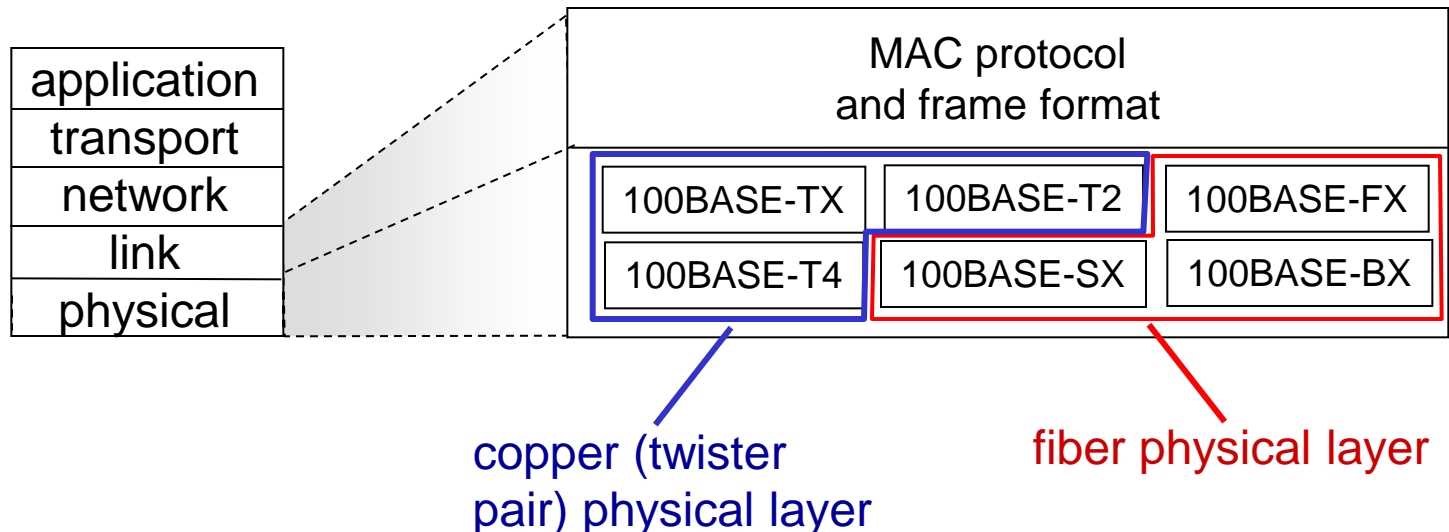 application
transport
network
link
physical
MAC protocol
and frame format
100BASE-TX
100BASE-T2
100BASE-FX
100BASE-T4
100BASE-SX
100BASE-BX
copper (twister
pair) physical layer
fiber physical layer